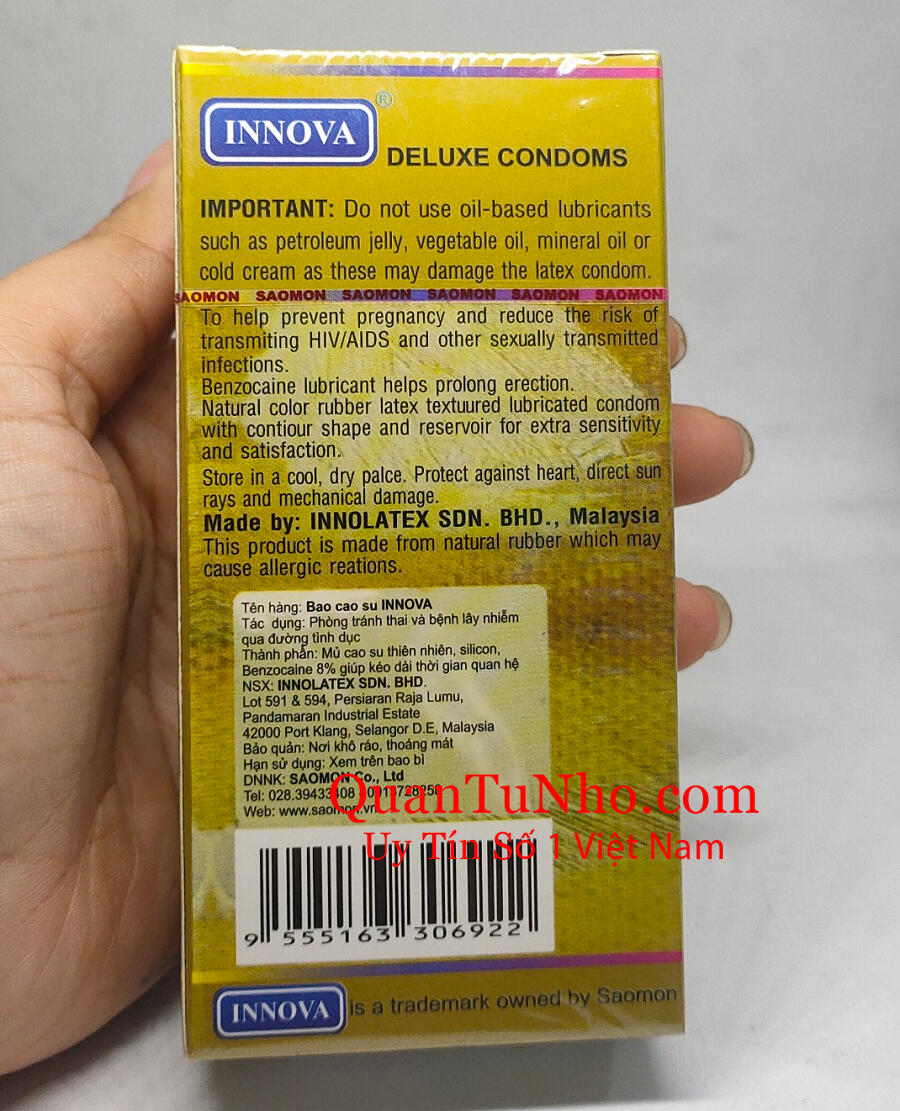 INNOVA®
DELUXE CONDOMS
IMPORTANT: Do not use oil-based lubricants
such as petroleum jelly, vegetable oil, mineral oil or
cold cream as these may damage the latex condom.
SAOMON SAOMON SAOMON SAOMON SAOMON SAOMON
To help prevent pregnancy and reduce the risk of
transmiting HIV/AIDS and other sexually transmitted
infections.
Benzocaine lubricant helps prolong erection.
Natural color rubber latex textuured lubricated condom
with contiour shape and reservoir for extra sensitivity
and satisfaction.
Store in a cool, dry palce. Protect against heart, direct sun
rays and mechanical damage.
Made by: INNOLATEX SDN. BHD., Malaysia
This product is made from natural rubber which may
cause allergic reations.
Tên hàng: Bao cao su INNOVA
Tác dụng: Phòng tránh thai và bệnh lây nhiễm
qua đường tình dục
Thành phần: Mủ cao su thiên nhiên, silicon,
Benzocaine 8% giúp kéo dài thời gian quan hệ
NSX: INNOLATEX SDN. BHD.
Lot 591 & 594, Persiaran Raja Lumu,
Pandamaran Industrial Estate
42000 Port Klang, Selangor D.E, Malaysia
Bảo quản: Nơi khô ráo, thoáng mát
Hạn sử dụng: Xem trên bao bì
DNNK: SAOMON Co., Ltd
Tel: 028.39433408
Web: www.saomon.vn
QuanTuNho.com
Uy Tín Số 1 Việt Nam
9 555163 306922
INNOVA is a trademark owned by Saomon